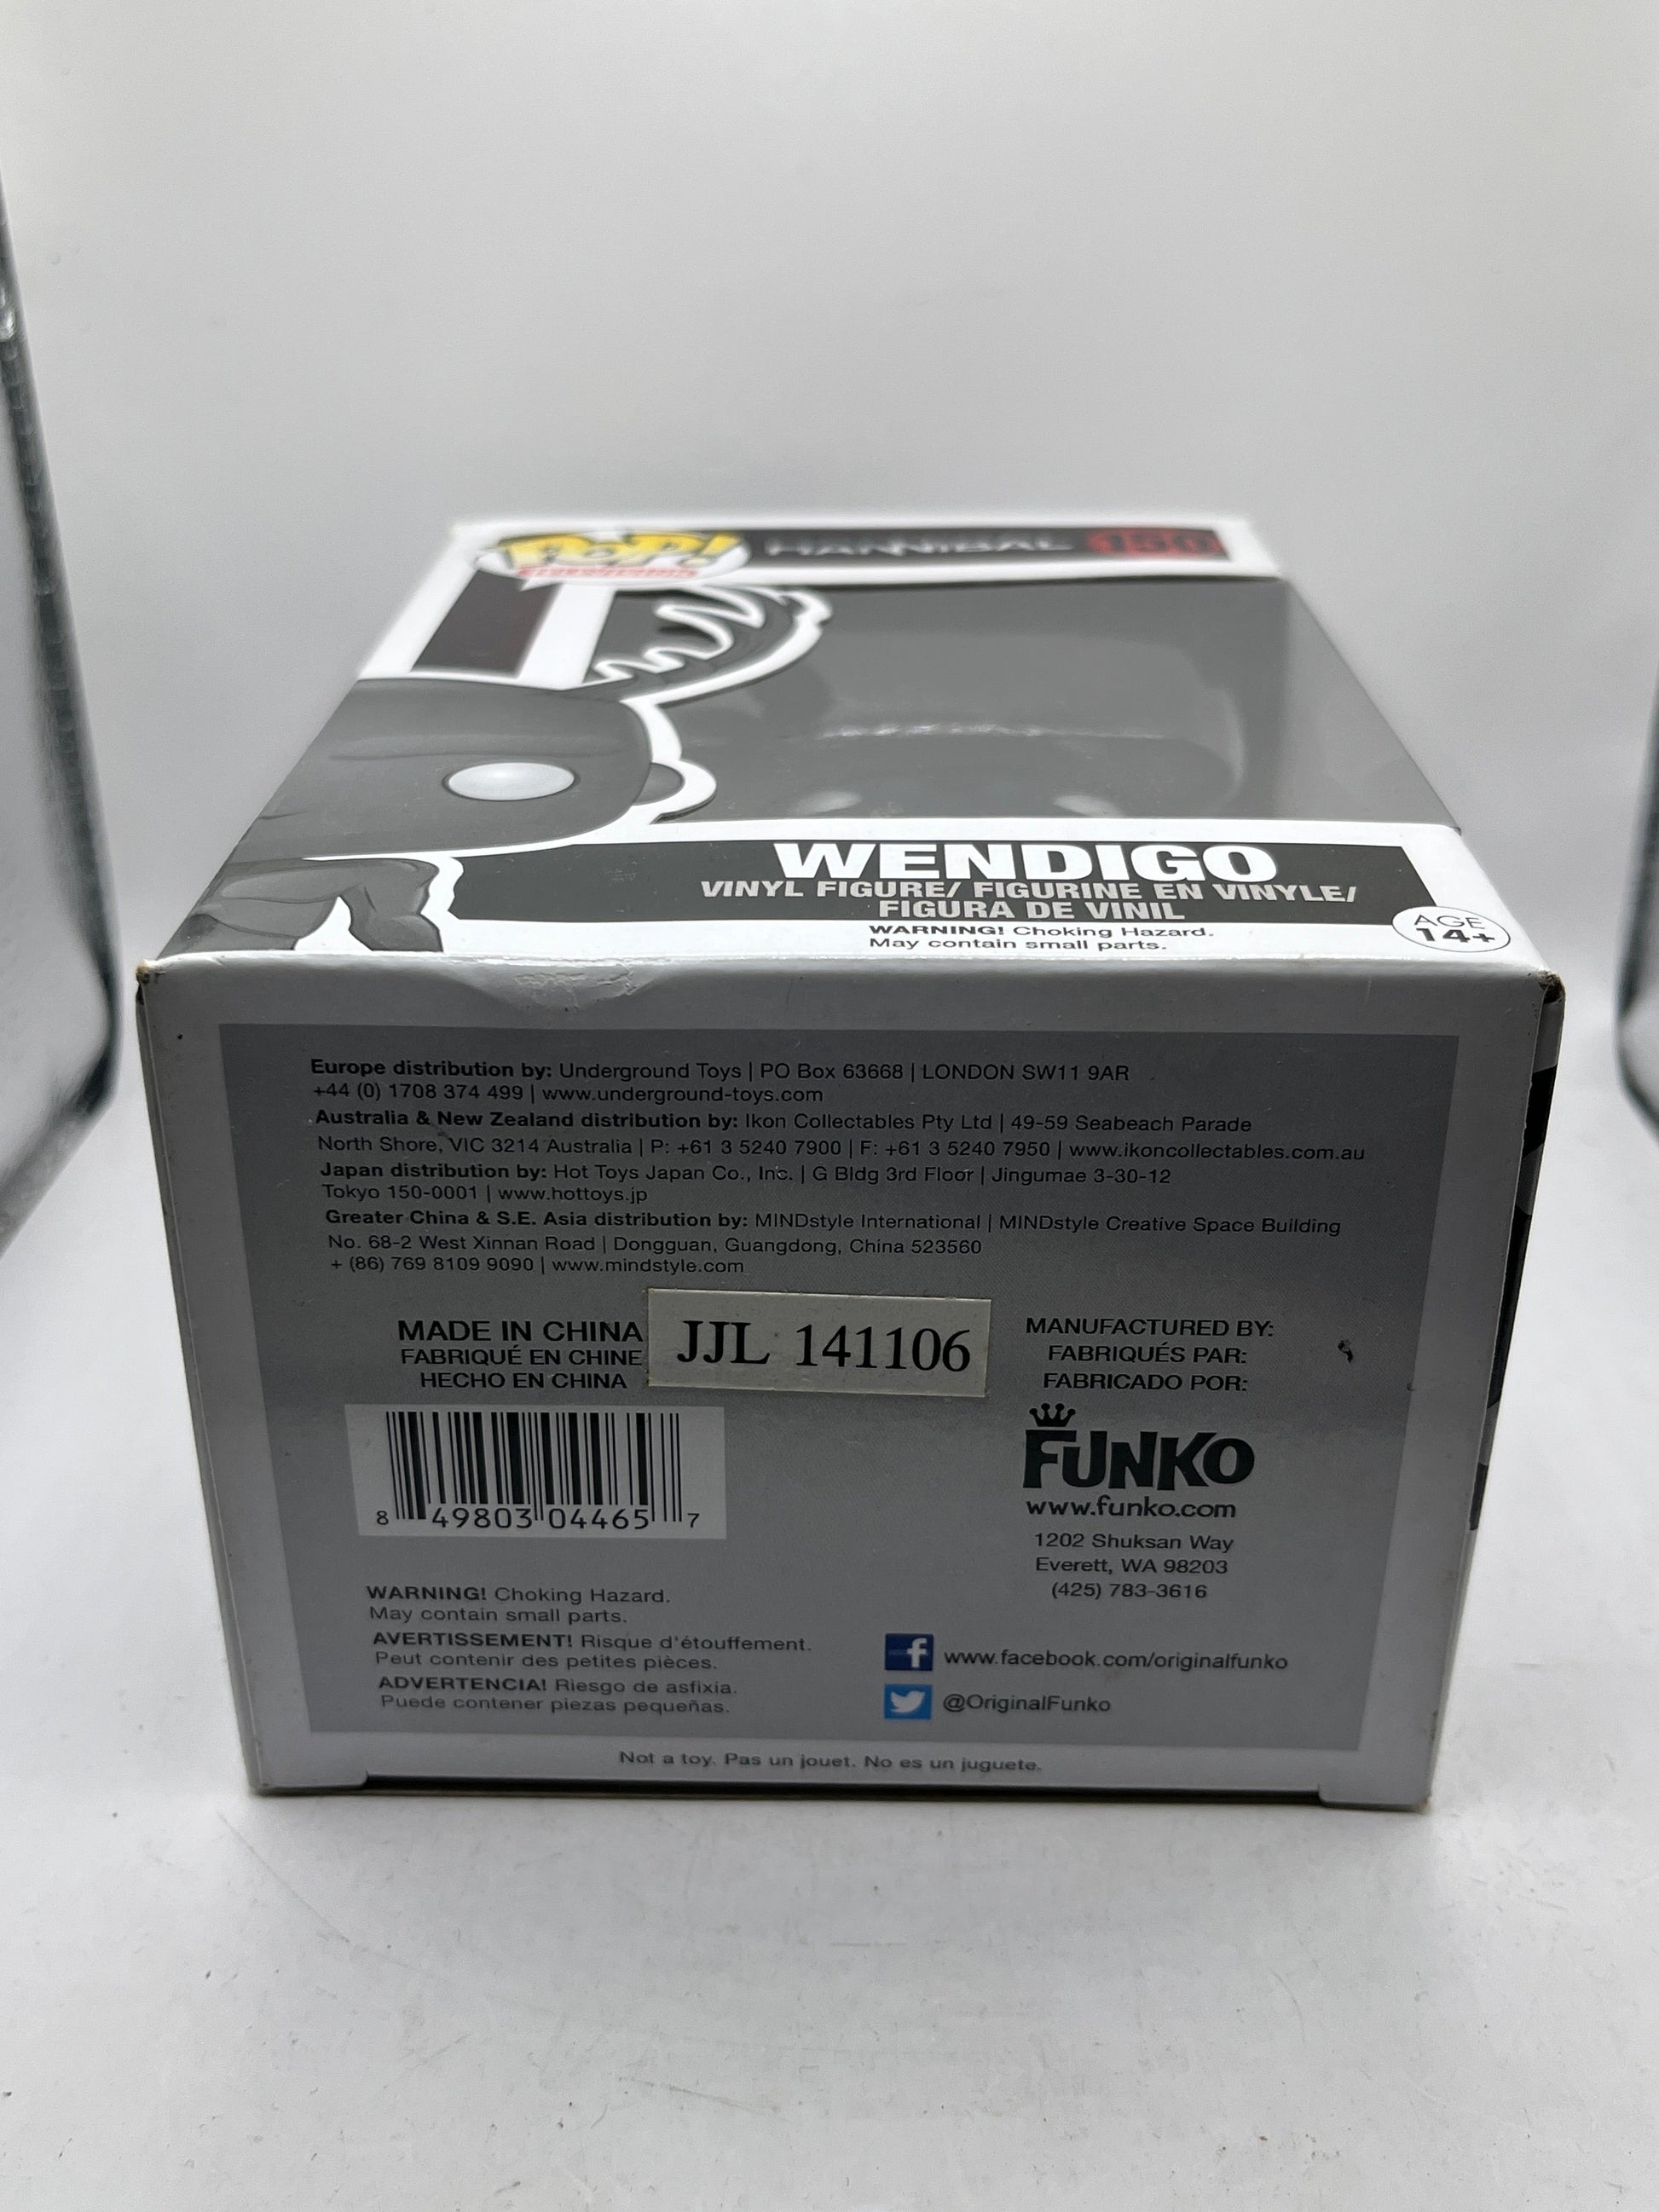 POP!
TELEVISION
HANNIBAL
150
WENDIGO
VINYL FIGURE/ FIGURINE EN VINYLE/
FIGURA DE VINIL
WARNING! Choking Hazard.
May contain small parts.
AGE
14+
Europe distribution by: Underground Toys | PO Box 63668 | LONDON SW11 9AR
+44 (0) 1708 374 499 | www.underground-toys.com
Australia & New Zealand distribution by: Ikon Collectables Pty Ltd | 49-59 Seabeach Parade
North Shore, VIC 3214 Australia | P: +61 3 5240 7900 | F: +61 3 5240 7950 | www.ikoncollectables.com.au
Japan distribution by: Hot Toys Japan Co., Inc. | G Bldg 3rd Floor | Jingumae 3-30-12
Tokyo 150-0001 | www.hottoys.jp
Greater China & S.E. Asia distribution by: MINDstyle International | MINDstyle Creative Space Building
No. 68-2 West Xinnan Road | Dongguan, Guangdong, China 523560
+ (86) 769 8109 9090 | www.mindstyle.com
MADE IN CHINA
FABRIQUÉ EN CHINE
HECHO EN CHINA
JJL 141106
MANUFACTURED BY:
FABRIQUÉS PAR:
FABRICADO POR:
8 49803 04465 7
FUNKO
www.funko.com
1202 Shuksan Way
Everett, WA 98203
(425) 783-3616
WARNING! Choking Hazard.
May contain small parts.
AVERTISSEMENT! Risque d'étouffement.
Peut contenir des petites pièces.
ADVERTENCIA! Riesgo de asfixia.
Puede contener piezas pequeñas.
f www.facebook.com/originalfunko
@OriginalFunko
Not a toy. Pas un jouet. No es un juguete.